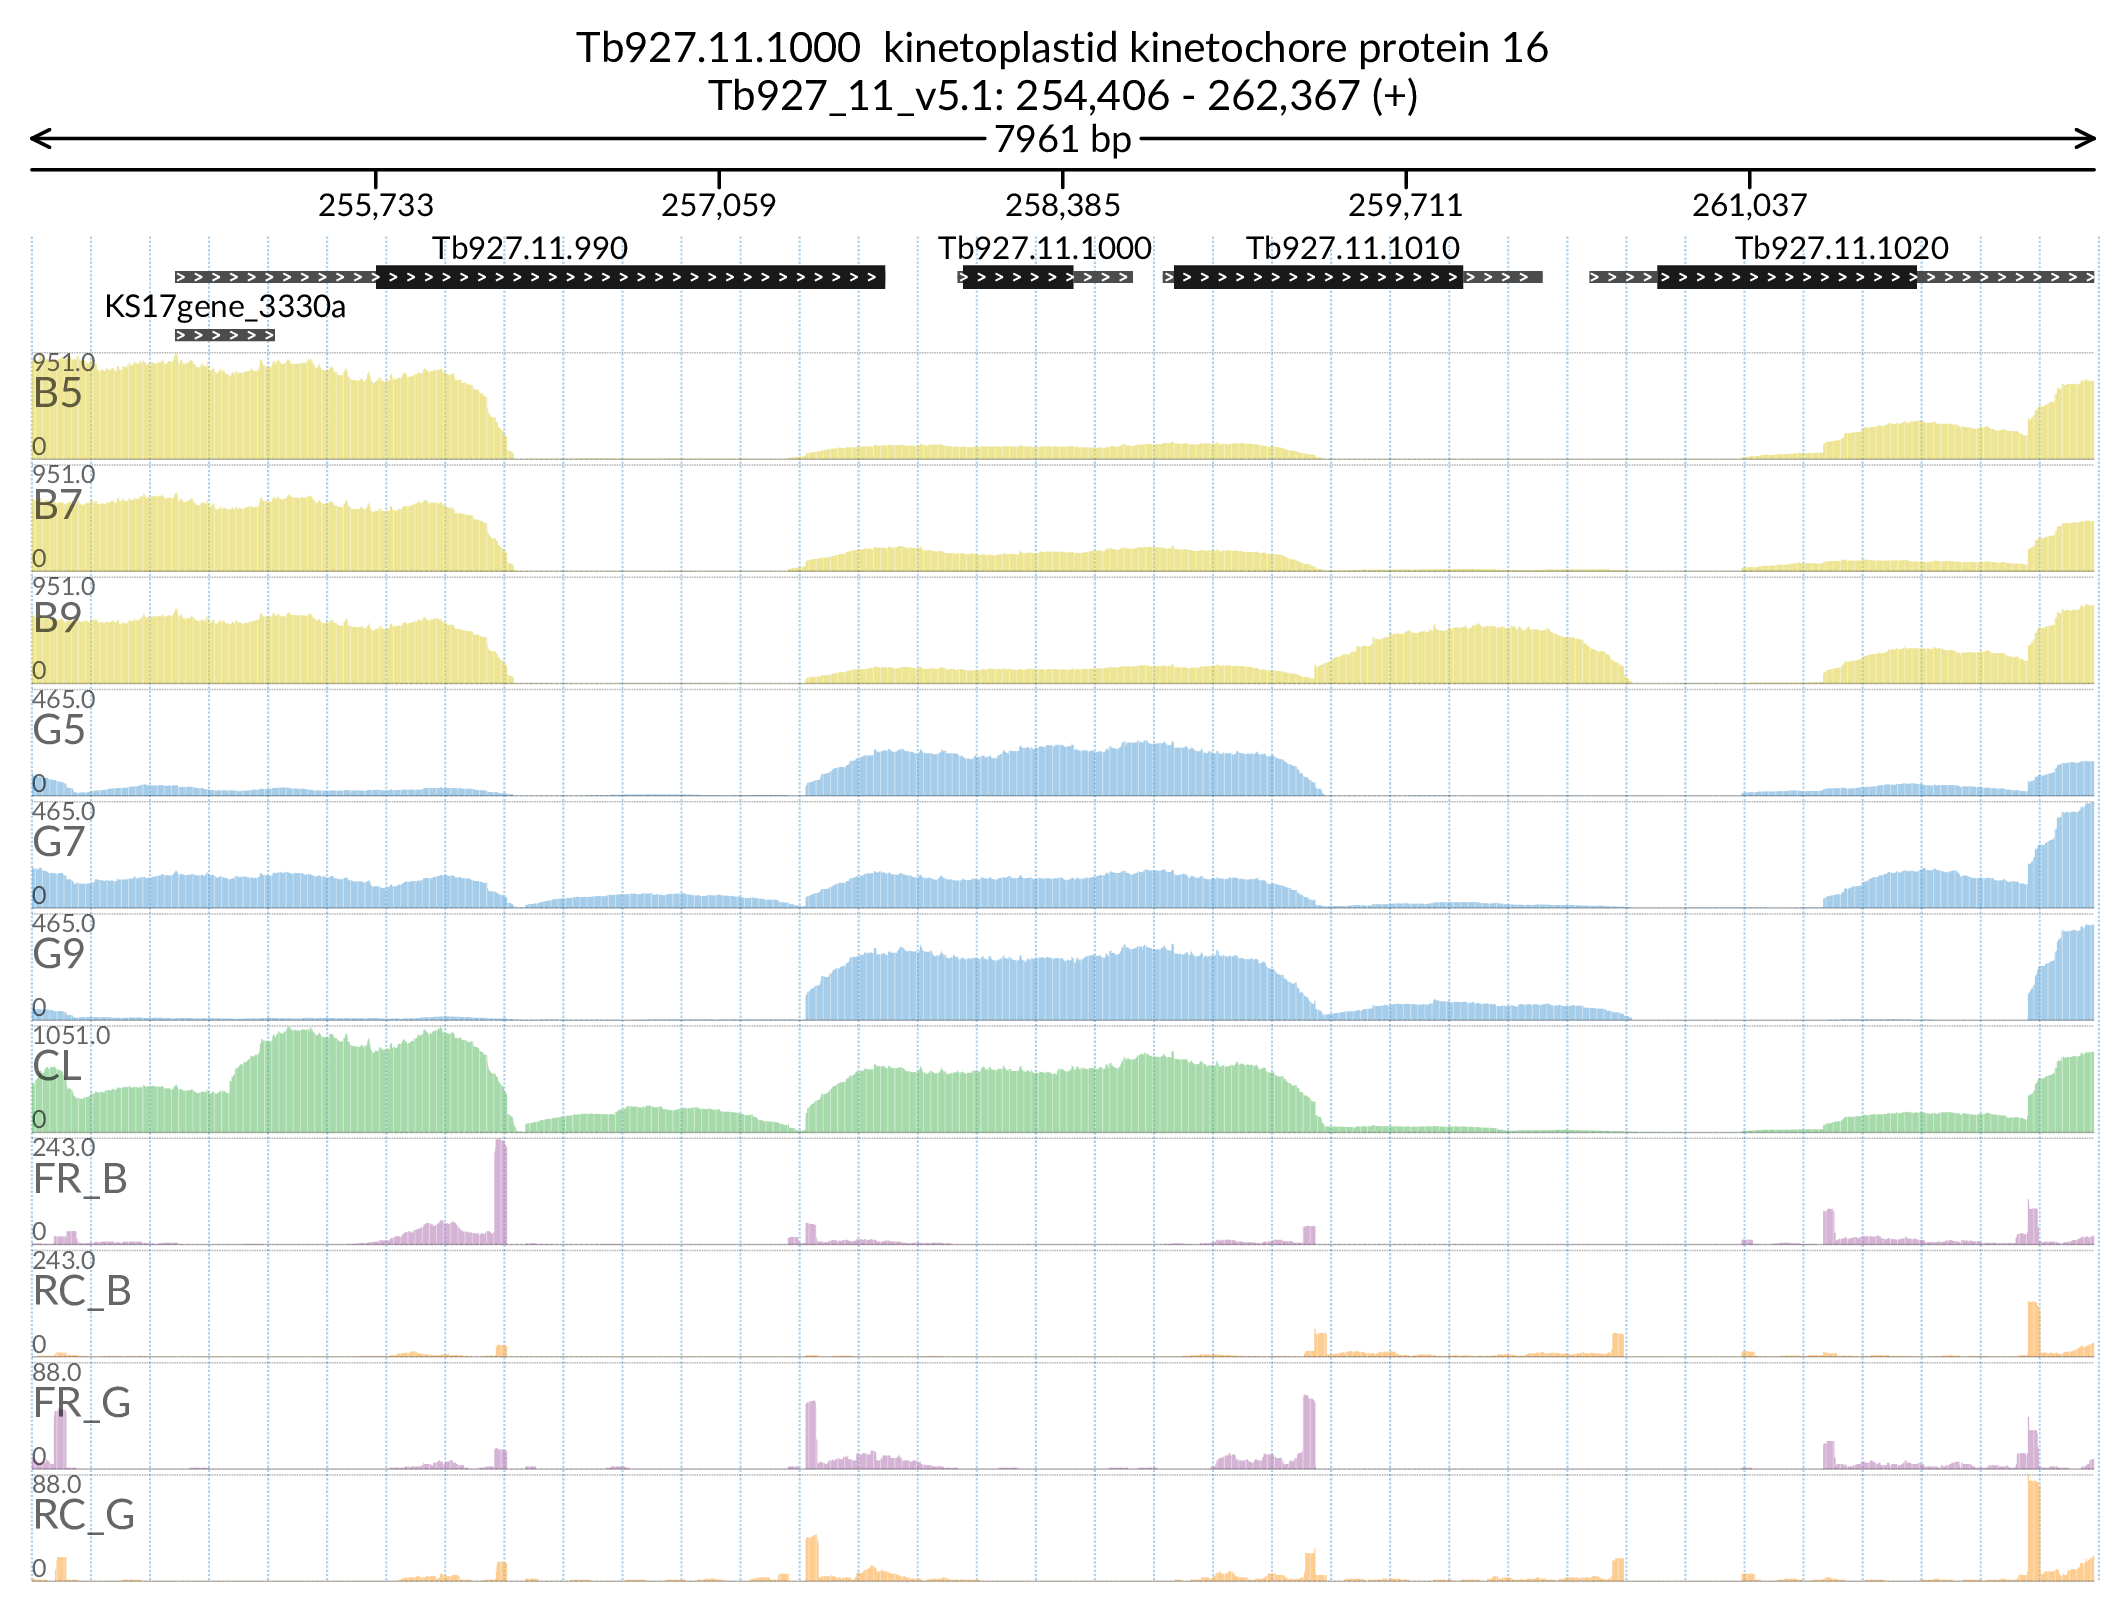 Tb927.11.1000 kinetoplastid kinetochore protein 16
Tb927_11_v5.1: 254,406 - 262,367 (+)
7961 bp
255,733 257,059 258,385 259,711 261,037
Tb927.11.990 Tb927.11.1000 Tb927.11.1010 Tb927.11.1020
KS17gene_3330a
951.0
B5
0
951.0
B7
0
951.0
B9
0
465.0
G5
0
465.0
G7
0
465.0
G9
0
1051.0
CL
0
243.0
FR_B
0
243.0
RC_B
0
88.0
FR_G
0
88.0
RC_G
0